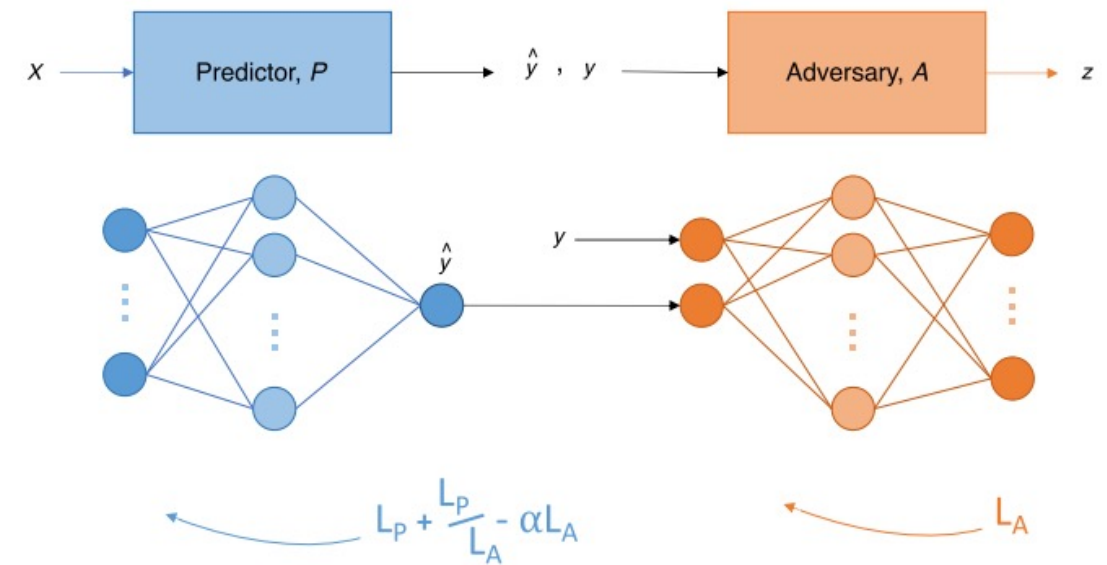 X Predictor, P ŷ , y Adversary, A z
y
ŷ
L_P + L_P / L_A - αL_A
L_A